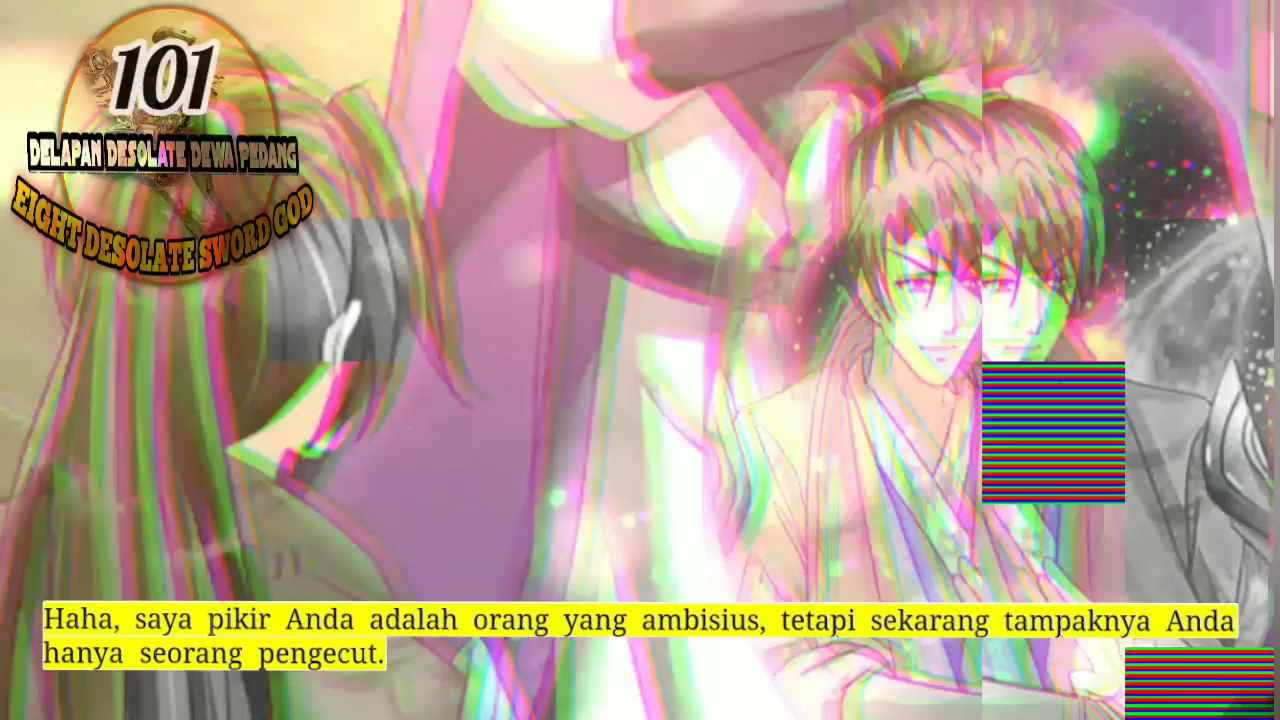 101
DELAPAN DESOLATE DEWA PEDANG
EIGHT DESOLATE SWORD GOD
Haha, saya pikir Anda adalah orang yang ambisius, tetapi sekarang tampaknya Anda
hanya seorang pengecut.